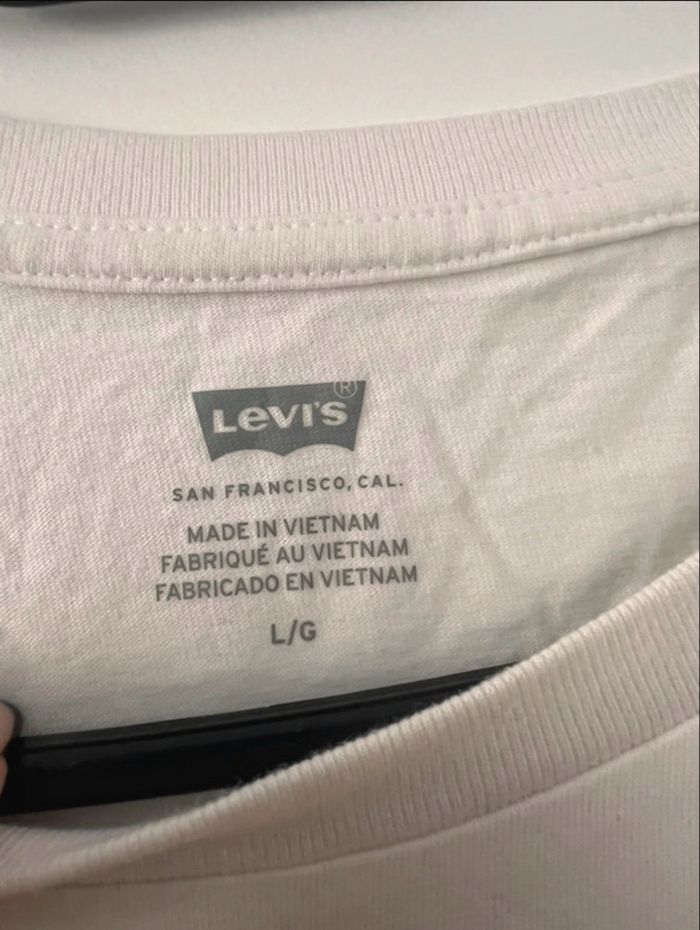 Levi's®
SAN FRANCISCO, CAL.
MADE IN VIETNAM
FABRIQUÉ AU VIETNAM
FABRICADO EN VIETNAM
L/G